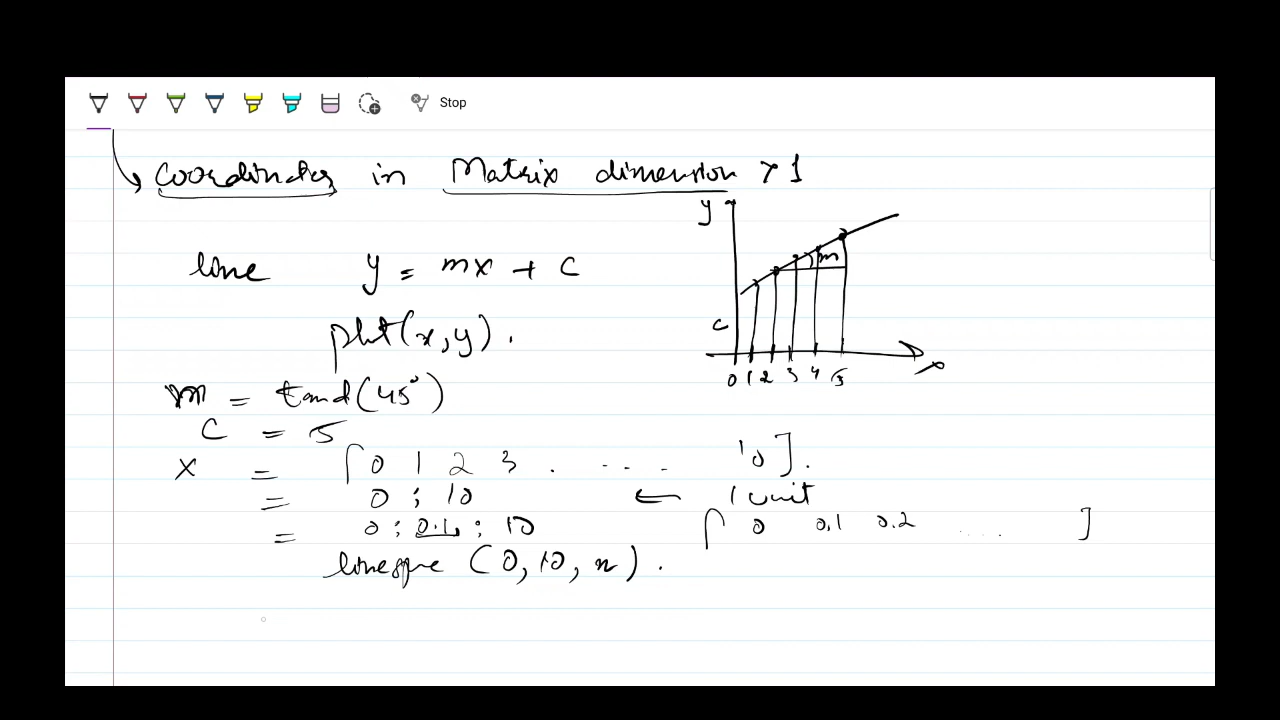 Stop
Coordinates in Matrix dimension > 1
y
line y = mx + c
m
c
plot(x,y).
x
0 1 2 3 4 5
m = tand(45°)
c = 5
x = [0 1 2 3 . .... 10].
= 0 : 10 ← 1 unit
= 0 : 0.1 : 10 [ 0 0.1 0.2 .... ]
linespace (0, 10, n).